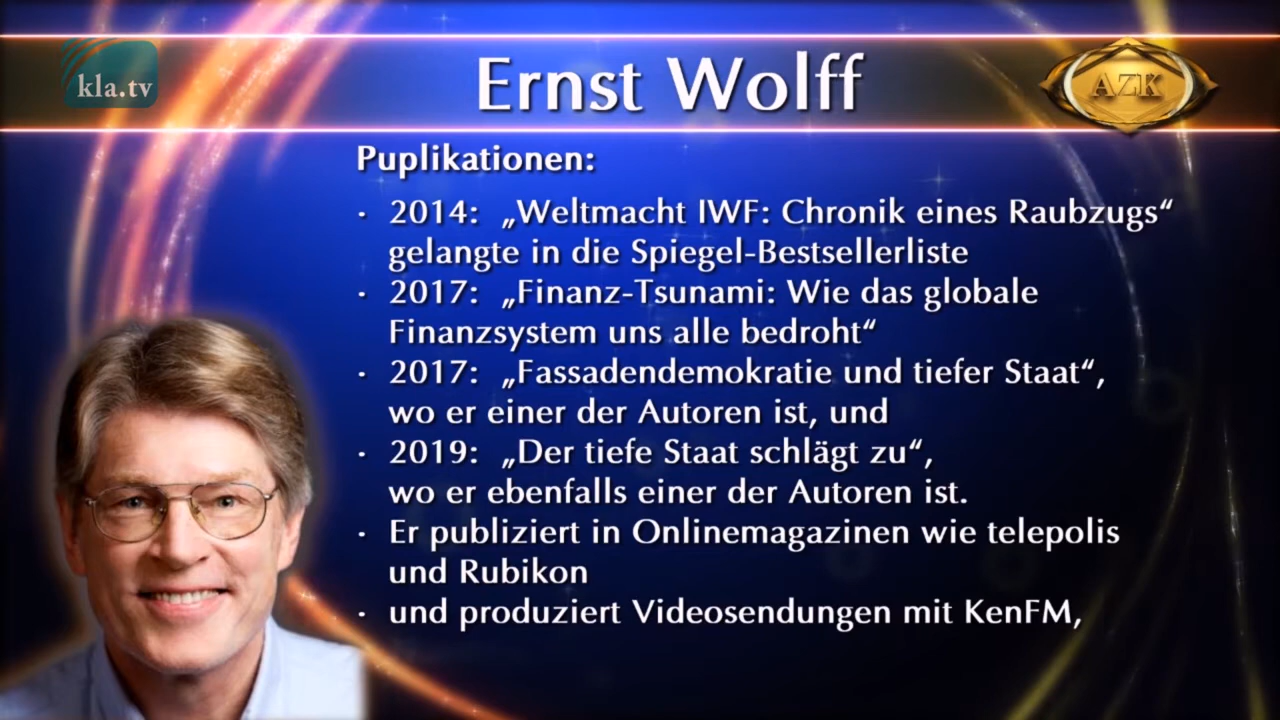 kla.tv
Ernst Wolff
AZK
Puplikationen:
· 2014: „Weltmacht IWF: Chronik eines Raubzugs“
gelangte in die Spiegel-Bestsellerliste
· 2017: „Finanz-Tsunami: Wie das globale
Finanzsystem uns alle bedroht“
· 2017: „Fassadendemokratie und tiefer Staat“,
wo er einer der Autoren ist, und
· 2019: „Der tiefe Staat schlägt zu“,
wo er ebenfalls einer der Autoren ist.
· Er publiziert in Onlinemagazinen wie telepolis
und Rubikon
· und produziert Videosendungen mit KenFM,